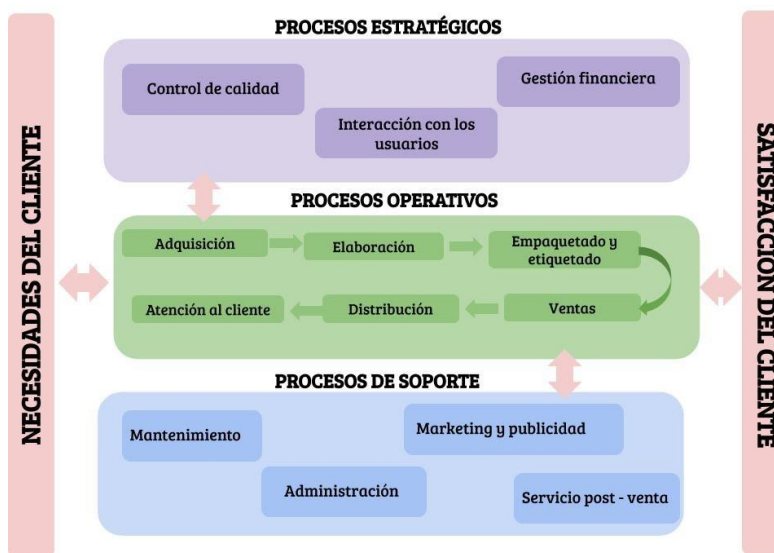 PROCESOS ESTRATÉGICOS
Control de calidad
Gestión financiera
Interacción con los
usuarios
NECESIDADES DEL CLIENTE
SATISFACCION DEL CLIENTE
PROCESOS OPERATIVOS
Adquisición
Elaboración
Empaquetado y
etiquetado
Atención al cliente
Distribución
Ventas
PROCESOS DE SOPORTE
Mantenimiento
Marketing y publicidad
Administración
Servicio post - venta